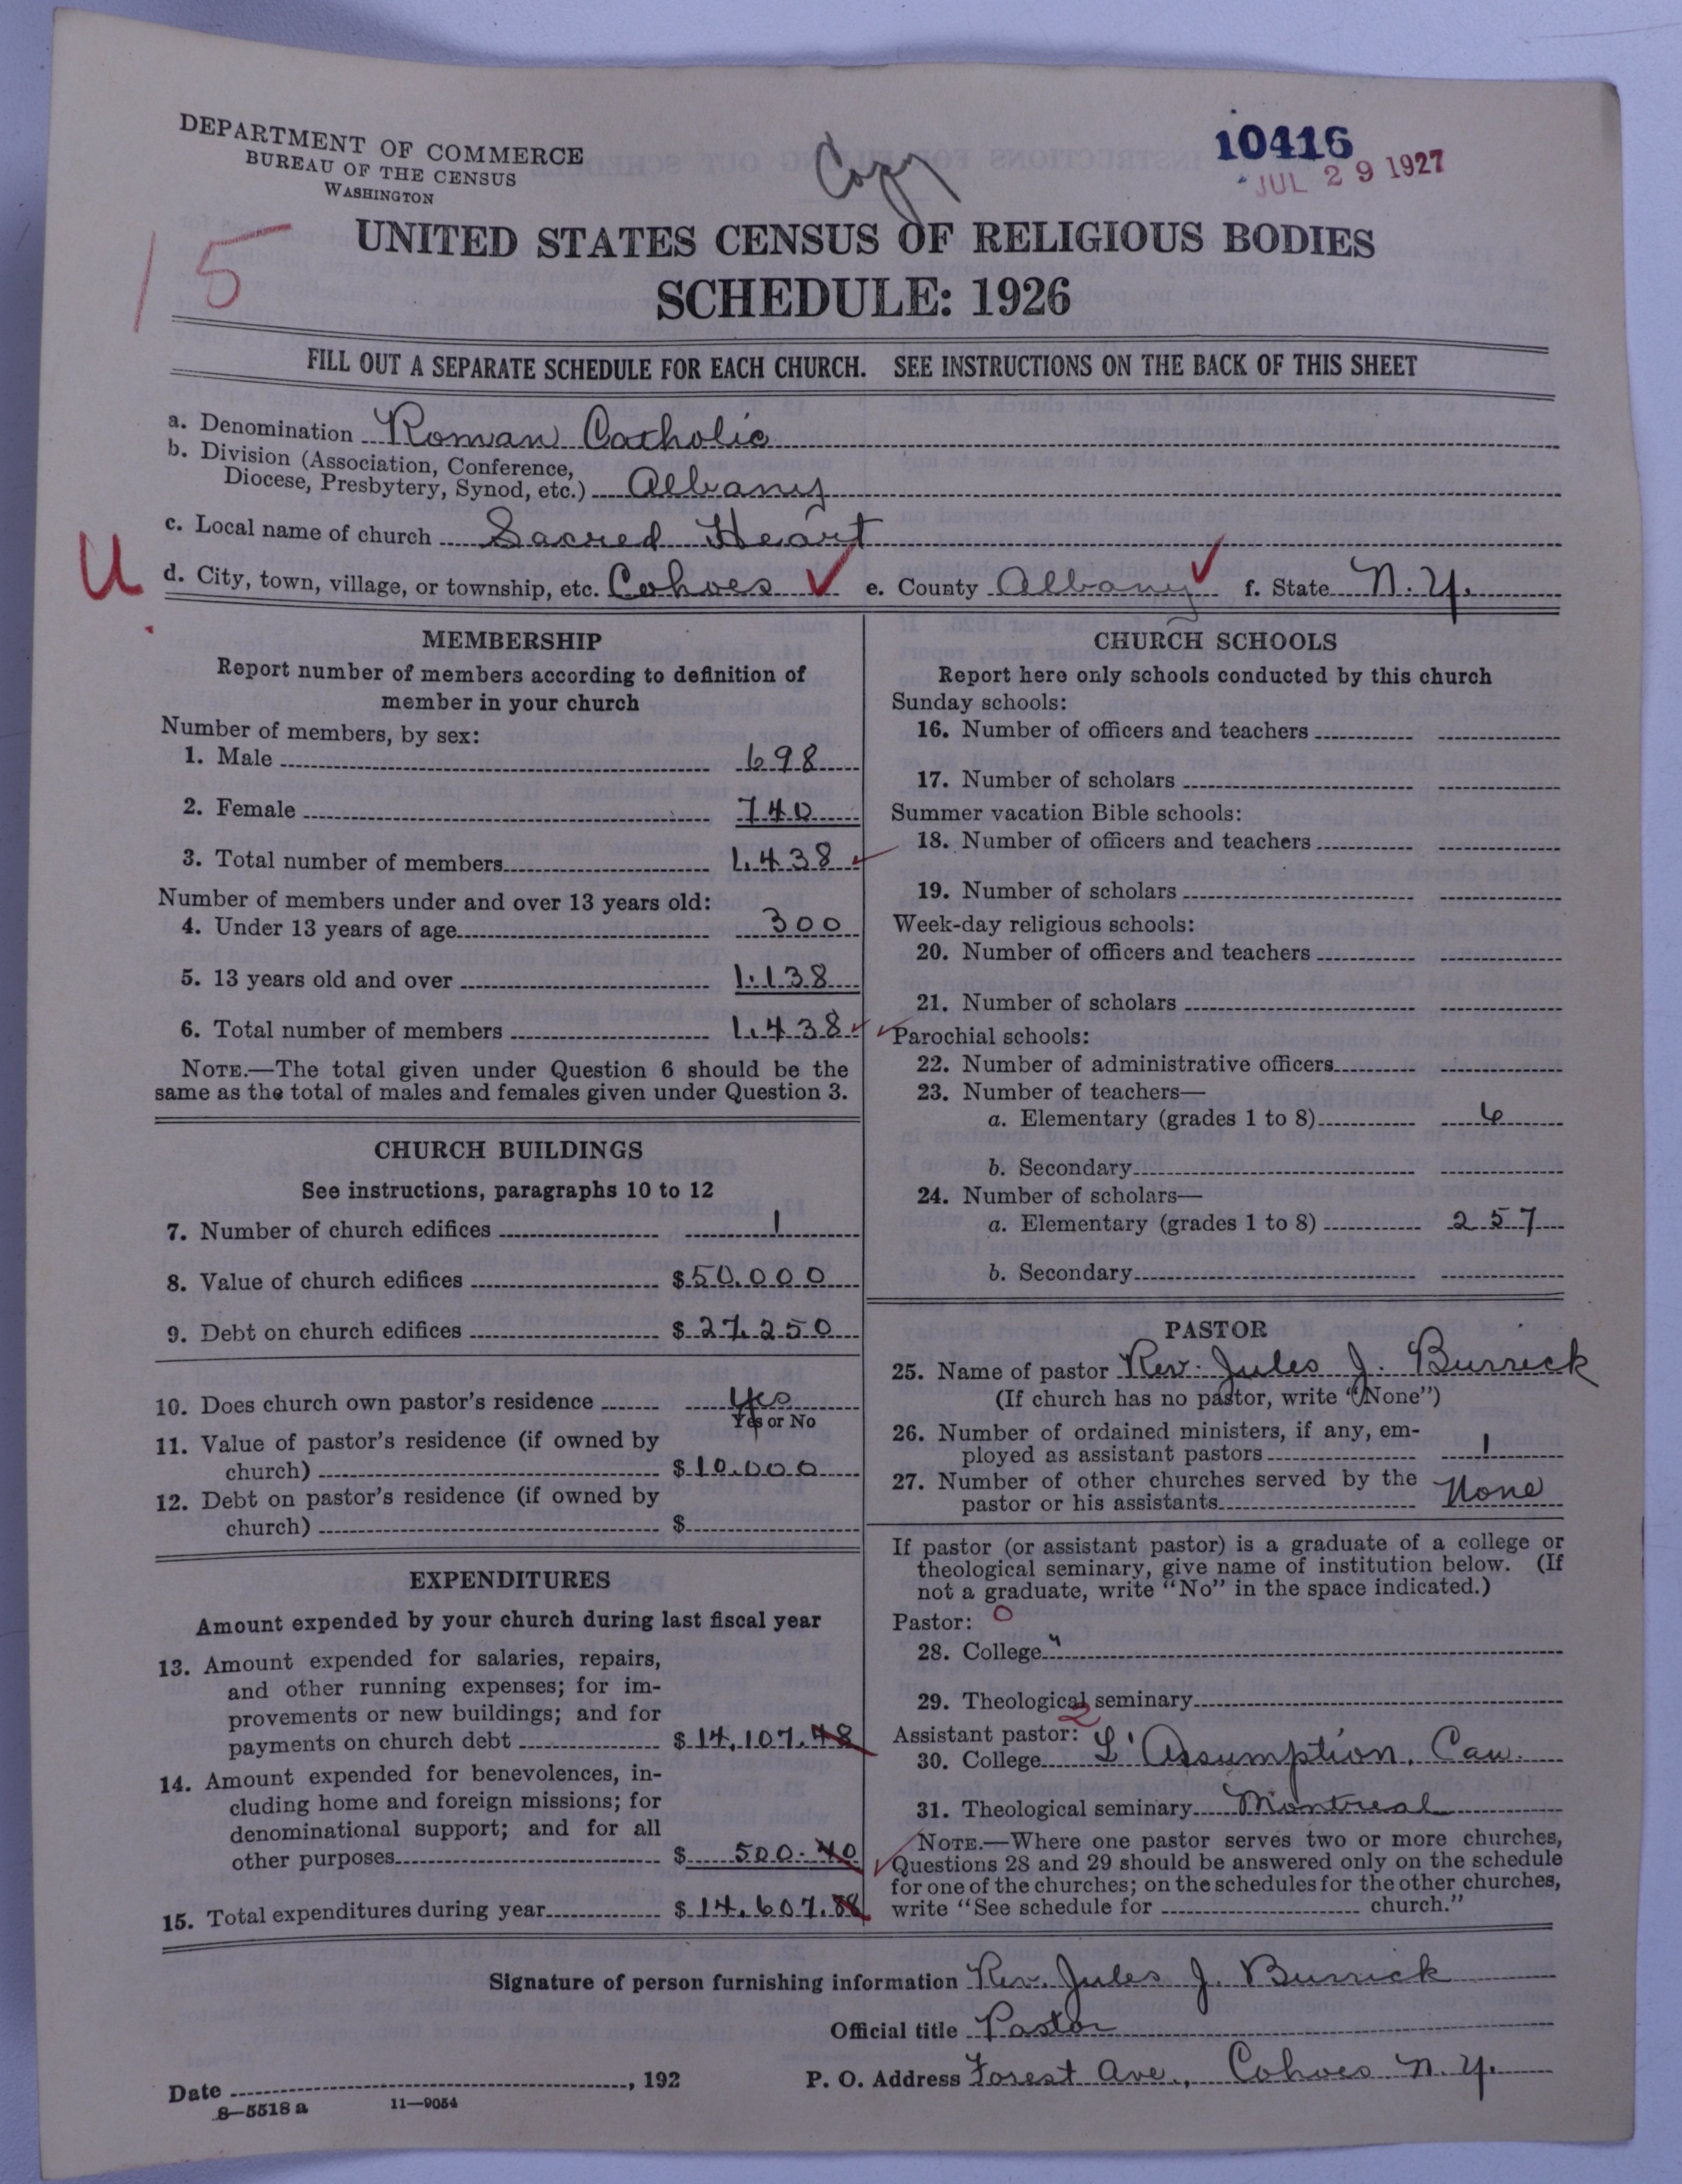 DEPARTMENT OF COMMERCE
BUREAU OF THE CENSUS
WASHINGTON
Copy
10416
JUL 29 1927
15
UNITED STATES CENSUS OF RELIGIOUS BODIES
SCHEDULE: 1926
FILL OUT A SEPARATE SCHEDULE FOR EACH CHURCH. SEE INSTRUCTIONS ON THE BACK OF THIS SHEET
a. Denomination Roman Catholic
b. Division (Association, Conference,
Diocese, Presbytery, Synod, etc.) Albany
c. Local name of church Sacred Heart
U d. City, town, village, or township, etc. Cohoes ✓ e. County Albany ✓ f. State N.Y.
MEMBERSHIP
Report number of members according to definition of
member in your church
Number of members, by sex:
1. Male 698
2. Female 740
3. Total number of members 1,438
Number of members under and over 13 years old:
4. Under 13 years of age 300
5. 13 years old and over 1.138
6. Total number of members 1,438
NOTE.—The total given under Question 6 should be the
same as the total of males and females given under Question 3.
CHURCH BUILDINGS
See instructions, paragraphs 10 to 12
7. Number of church edifices 1
8. Value of church edifices $50.000
9. Debt on church edifices $27,250
10. Does church own pastor's residence yes
Yes or No
11. Value of pastor's residence (if owned by
church) $10.000
12. Debt on pastor's residence (if owned by
church) $
EXPENDITURES
Amount expended by your church during last fiscal year
13. Amount expended for salaries, repairs,
and other running expenses; for im-
provements or new buildings; and for
payments on church debt $14,107.48
14. Amount expended for benevolences, in-
cluding home and foreign missions; for
denominational support; and for all
other purposes $500.40
15. Total expenditures during year $14,607.88
CHURCH SCHOOLS
Report here only schools conducted by this church
Sunday schools:
16. Number of officers and teachers
17. Number of scholars
Summer vacation Bible schools:
18. Number of officers and teachers
19. Number of scholars
Week-day religious schools:
20. Number of officers and teachers
21. Number of scholars
Parochial schools:
22. Number of administrative officers
23. Number of teachers—
a. Elementary (grades 1 to 8) 6
b. Secondary
24. Number of scholars—
a. Elementary (grades 1 to 8) 257
b. Secondary
PASTOR
25. Name of pastor Rev. Jules J. Burrick
(If church has no pastor, write "None")
26. Number of ordained ministers, if any, em-
ployed as assistant pastors 1
27. Number of other churches served by the
pastor or his assistants None
If pastor (or assistant pastor) is a graduate of a college or
theological seminary, give name of institution below. (If
not a graduate, write "No" in the space indicated.)
Pastor: 0
28. College "
29. Theological seminary
Assistant pastor: 2
30. College L'Assumption, Can.
31. Theological seminary Montreal
NOTE.—Where one pastor serves two or more churches,
Questions 28 and 29 should be answered only on the schedule
for one of the churches; on the schedules for the other churches,
write "See schedule for church."
Signature of person furnishing information Rev. Jules J. Burrick
Official title Pastor
Date , 192 P. O. Address Forest Ave., Cohoes N.Y.
8—5518 a 11—9054